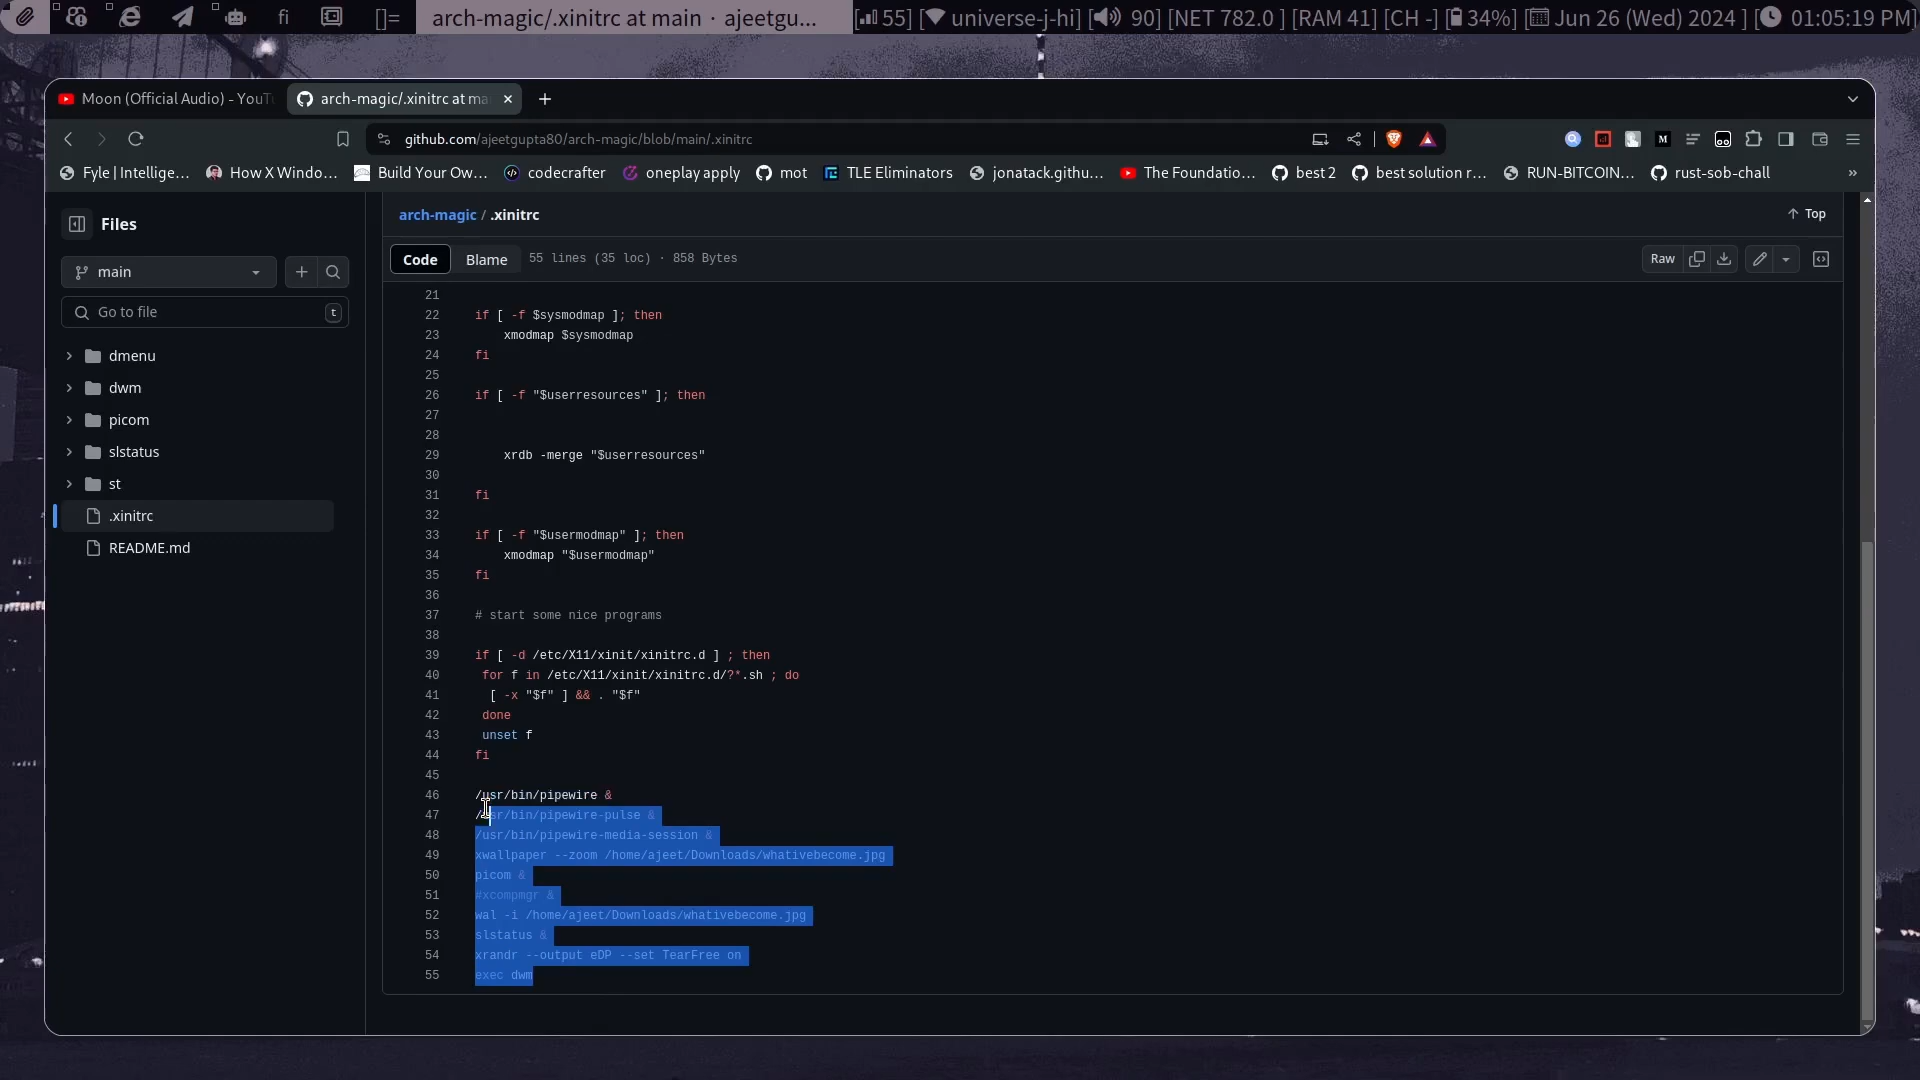 fi
[]=
arch-magic/.xinitrc at main · ajeetgu...
[ 55] [ universe-j-hi] [ 90] [NET 782.0 ] [RAM 41] [CH -] [ 34%] [ Jun 26 (Wed) 2024 ] [ 01:05:19 PM]
Moon (Official Audio) - YouTu
arch-magic/.xinitrc at ma
github.com/ajeetgupta80/arch-magic/blob/main/.xinitrc
Fyle | Intellige...
How X Windo...
Build Your Ow...
codecrafter
oneplay apply
mot
TLE Eliminators
jonatack.githu...
The Foundatio...
best 2
best solution r...
RUN-BITCOIN...
rust-sob-chall
»
Files
main
Go to file
t
dmenu
dwm
picom
slstatus
st
.xinitrc
README.md
arch-magic / .xinitrc
Top
Code
Blame
55 lines (35 loc) · 858 Bytes
Raw
21
22 if [ -f $sysmodmap ]; then
23 xmodmap $sysmodmap
24 fi
25
26 if [ -f "$userresources" ]; then
27
28
29 xrdb -merge "$userresources"
30
31 fi
32
33 if [ -f "$usermodmap" ]; then
34 xmodmap "$usermodmap"
35 fi
36
37 # start some nice programs
38
39 if [ -d /etc/X11/xinit/xinitrc.d ] ; then
40 for f in /etc/X11/xinit/xinitrc.d/?*.sh ; do
41 [ -x "$f" ] && . "$f"
42 done
43 unset f
44 fi
45
46 /usr/bin/pipewire &
47 /usr/bin/pipewire-pulse &
48 /usr/bin/pipewire-media-session &
49 xwallpaper --zoom /home/ajeet/Downloads/whativebecome.jpg
50 picom &
51 #xcompmgr &
52 wal -i /home/ajeet/Downloads/whativebecome.jpg
53 slstatus &
54 xrandr --output eDP --set TearFree on
55 exec dwm